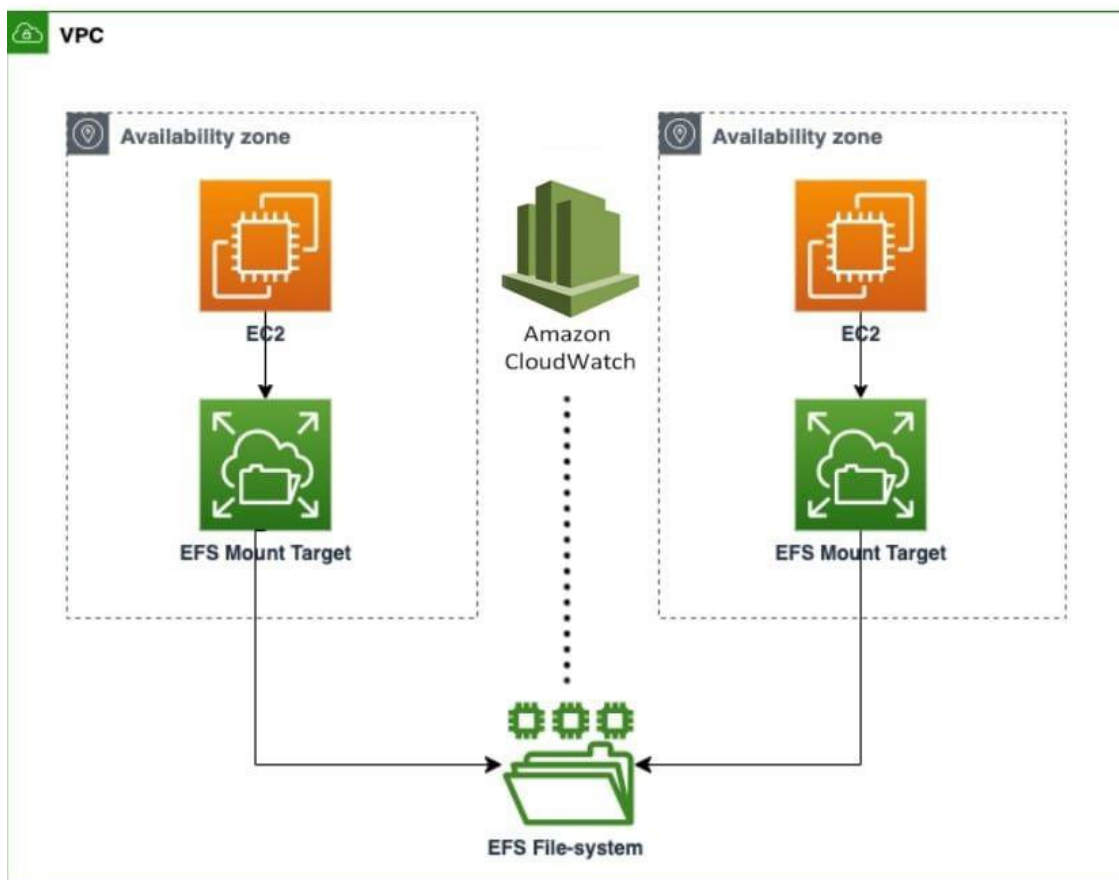 VPC
Availability zone
Availability zone
EC2
Amazon
CloudWatch
EC2
EFS Mount Target
EFS Mount Target
EFS File-system